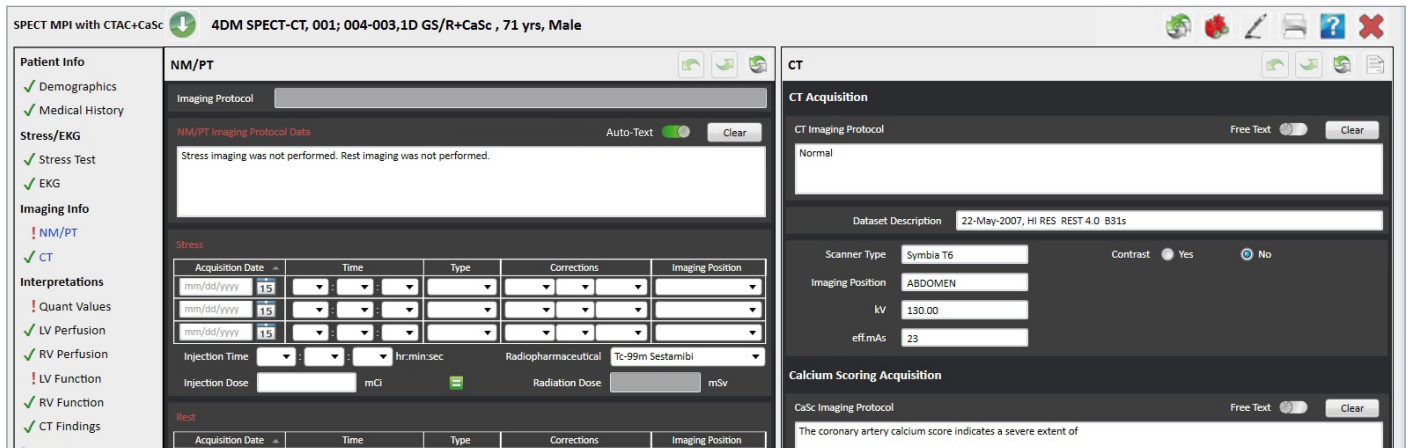 SPECT MPI with CTAC+CaSc
4DM SPECT-CT, 001; 004-003,1D GS/R+CaSc , 71 yrs, Male
Patient Info
Demographics
Medical History
Stress/EKG
Stress Test
EKG
Imaging Info
! NM/PT
CT
Interpretations
! Quant Values
LV Perfusion
RV Perfusion
! LV Function
RV Function
CT Findings
NM/PT
Imaging Protocol
NM/PT Imaging Protocol Data Auto-Text Clear
Stress imaging was not performed. Rest imaging was not performed.
Stress
Acquisition Date Time Type Corrections Imaging Position
mm/dd/yyyy 15 : :
mm/dd/yyyy 15 : :
mm/dd/yyyy 15 : :
Injection Time : : hr:min:sec Radiopharmaceutical Tc-99m Sestamibi
Injection Dose mCi = Radiation Dose mSv
Rest
Acquisition Date Time Type Corrections Imaging Position
CT
CT Acquisition
CT Imaging Protocol Free Text Clear
Normal
Dataset Description 22-May-2007, HI RES REST 4.0 B31s
Scanner Type Symbia T6 Contrast Yes No
Imaging Position ABDOMEN
kV 130.00
eff.mAs 23
Calcium Scoring Acquisition
CaSc Imaging Protocol Free Text Clear
The coronary artery calcium score indicates a severe extent of